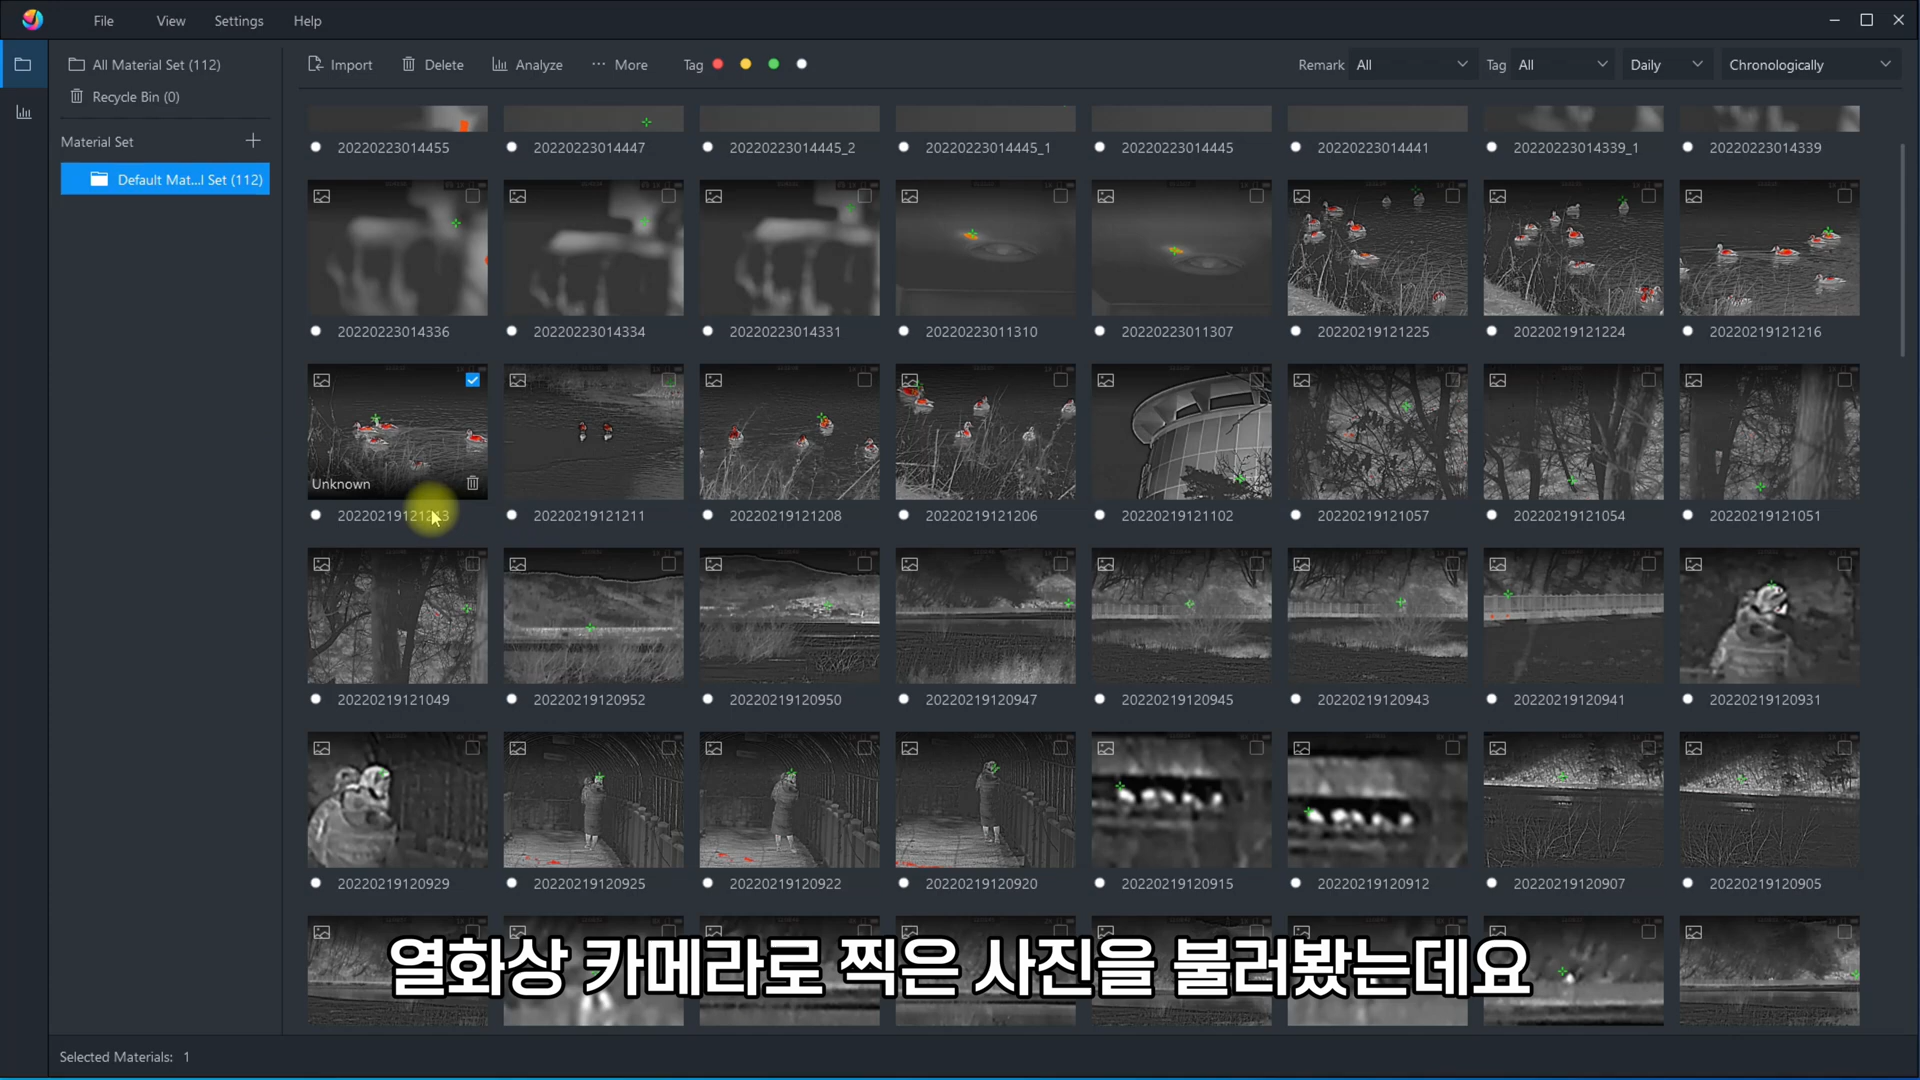 File View Settings Help
All Material Set (112)
Recycle Bin (0)
Material Set
Default Mat...l Set (112)
Import Delete Analyze ... More Tag Remark All Tag All Daily Chronologically
20220223014455 20220223014447 20220223014445_2 20220223014445_1 20220223014445 20220223014441 20220223014339_1 20220223014339
20220223014336 20220223014334 20220223014331 20220223011310 20220223011307 20220219121225 20220219121224 20220219121216
Unknown
20220219121213 20220219121211 20220219121208 20220219121206 20220219121102 20220219121057 20220219121054 20220219121051
20220219121049 20220219120952 20220219120950 20220219120947 20220219120945 20220219120943 20220219120941 20220219120931
20220219120929 20220219120925 20220219120922 20220219120920 20220219120915 20220219120912 20220219120907 20220219120905
열화상 카메라로 찍은 사진을 불러봤는데요
Selected Materials: 1